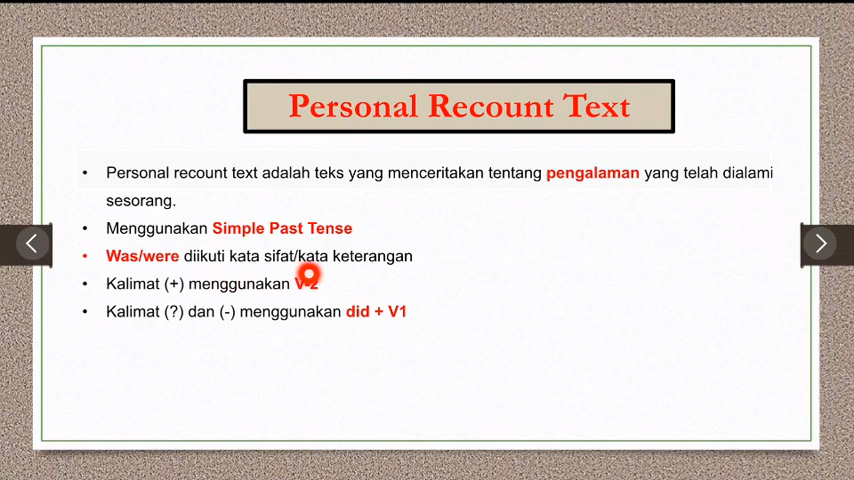 Personal Recount Text
• Personal recount text adalah teks yang menceritakan tentang pengalaman yang telah dialami
sesorang.
• Menggunakan Simple Past Tense
• Was/were diikuti kata sifat/kata keterangan
• Kalimat (+) menggunakan V-2
• Kalimat (?) dan (-) menggunakan did + V1